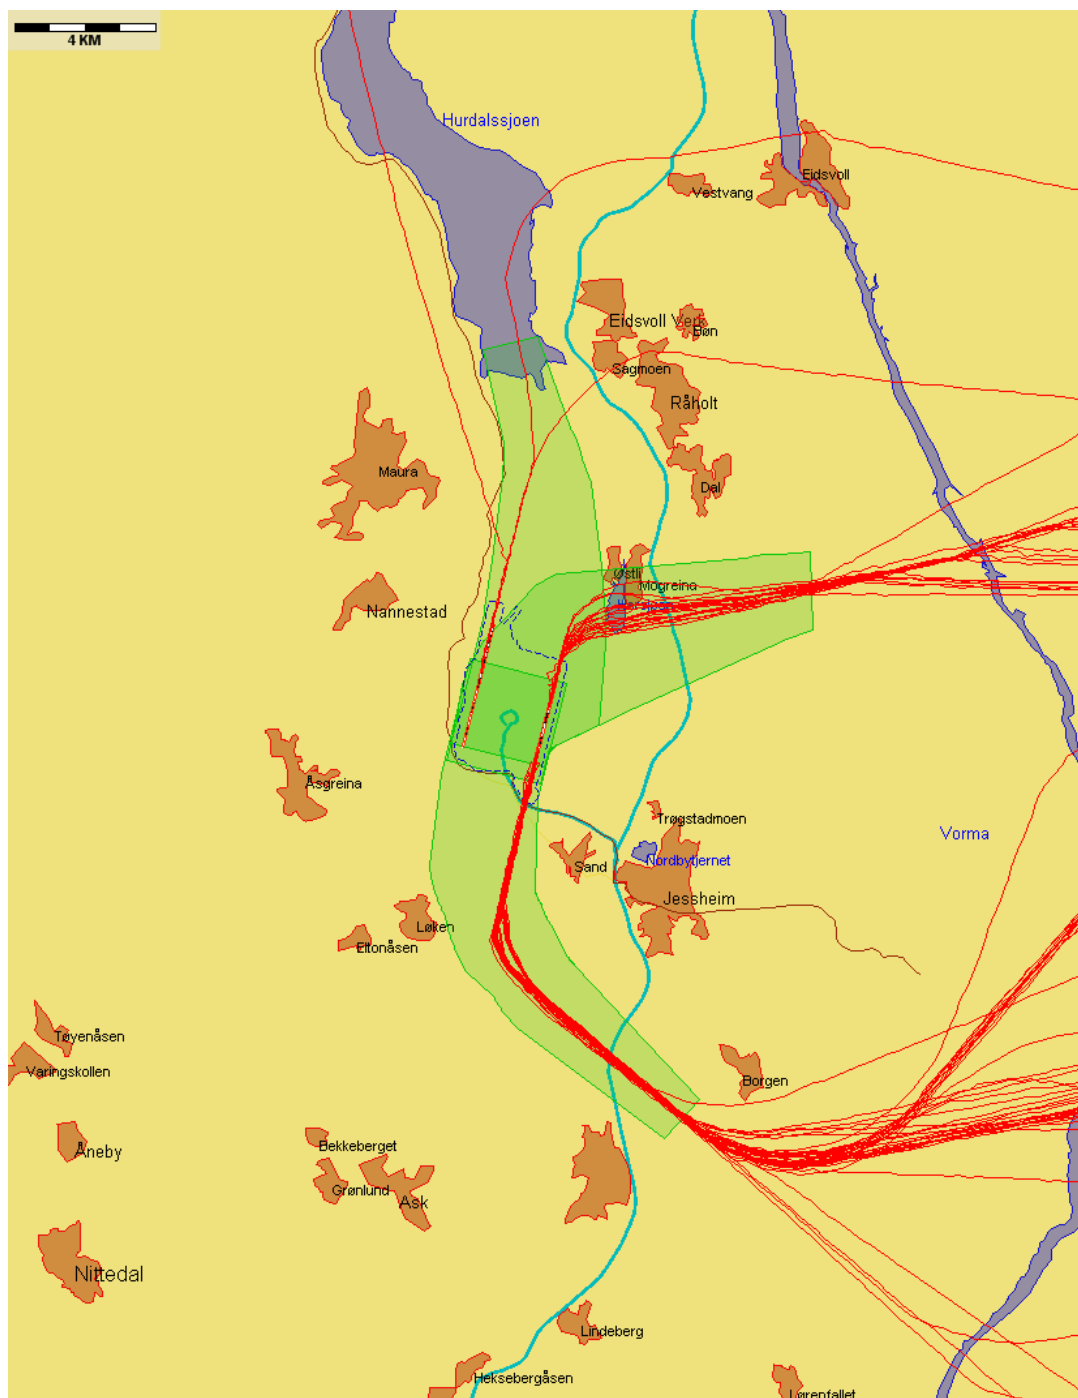 4 KM
Hurdalssjoen
Eidsvoll
Vestvang
Eidsvoll Verk
Bøn
Sagmoen
Råholt
Maura
Dal
Østli
Mogreina
Nannestad
Åsgreina
Trøgstadmoen
Vorma
Nordbytjernet
Sand
Jessheim
Løken
Eltonåsen
Tøyenåsen
Varingskollen
Borgen
Bekkeberget
Åneby
Grønlund
Ask
Nittedal
Lindeberg
Heksebergåsen
Lørenfallet